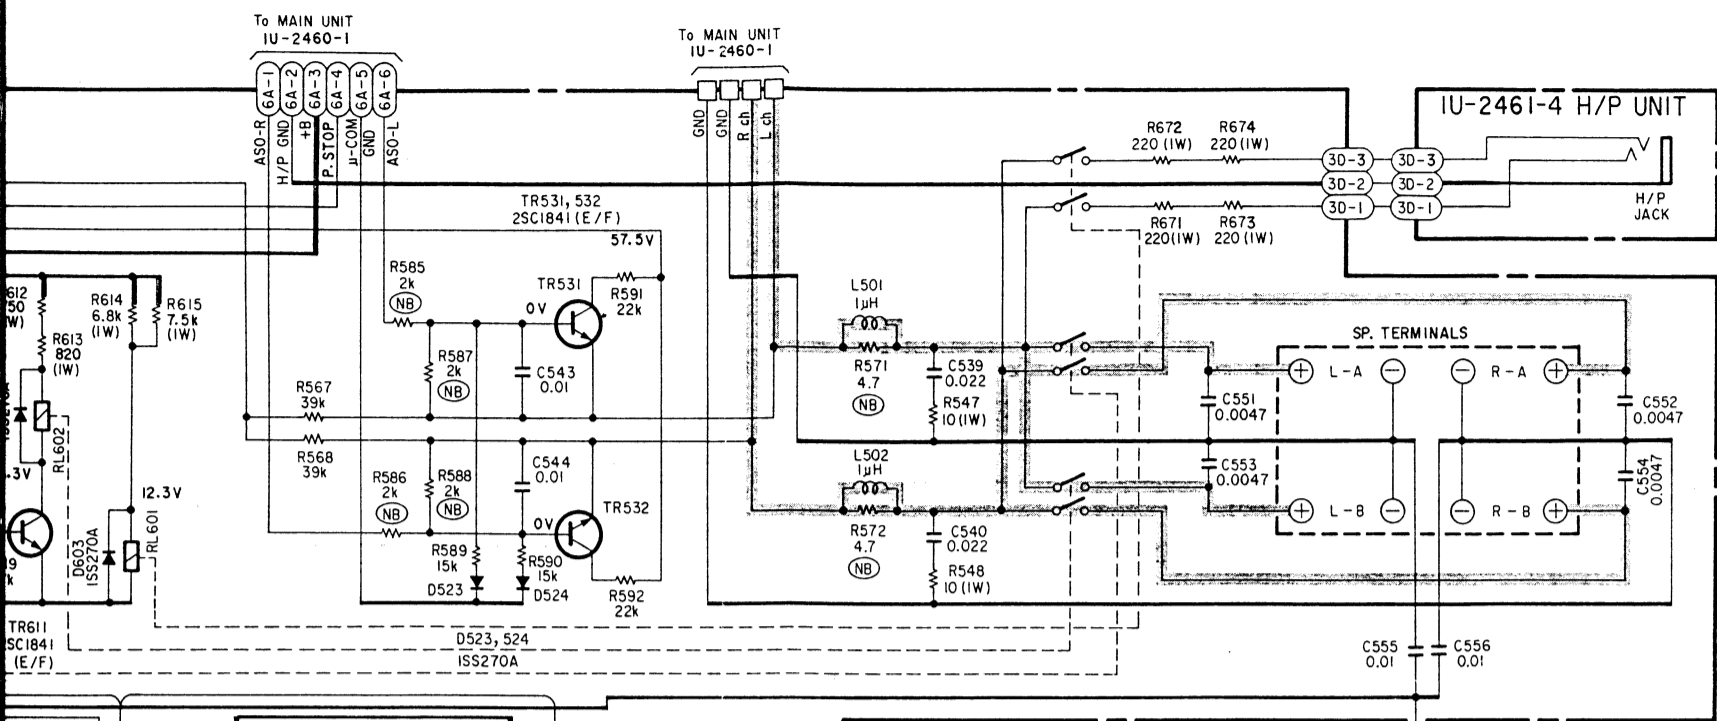 To MAIN UNIT
1U-2460-1
6A-1
6A-2
6A-3
6A-4
6A-5
6A-6
ASO-R
H/P GND
+B
P.STOP
μ-COM
GND
ASO-L
To MAIN UNIT
1U-2460-1
GND
GND
R ch
L ch
1U-2461-4 H/P UNIT
R672
220 (1W)
R674
220 (1W)
3D-3
3D-2
3D-1
3D-3
3D-2
3D-1
R671
220 (1W)
R673
220 (1W)
H/P
JACK
TR531, 532
2SC1841 (E/F)
57.5V
R585
2k
NB
TR531
0V
R591
22k
R587
2k
NB
C543
0.01
R614
6.8k
(1W)
R615
7.5k
(1W)
R613
820
(1W)
R567
39k
R568
39k
RL602
.3V
12.3V
RL601
D603
1SS270A
R586
2k
NB
R588
2k
NB
C544
0.01
0V
TR532
R589
15k
R590
15k
D523
D524
R592
22k
L501
1μH
R571
4.7
NB
C539
0.022
R547
10 (1W)
L502
1μH
R572
4.7
NB
C540
0.022
R548
10 (1W)
C551
0.0047
C553
0.0047
SP. TERMINALS
+ L-A − − R-A +
+ L-B − − R-B +
C552
0.0047
C554
0.0047
C555
0.01
C556
0.01
TR611
SC1841
(E/F)
D523, 524
1SS270A